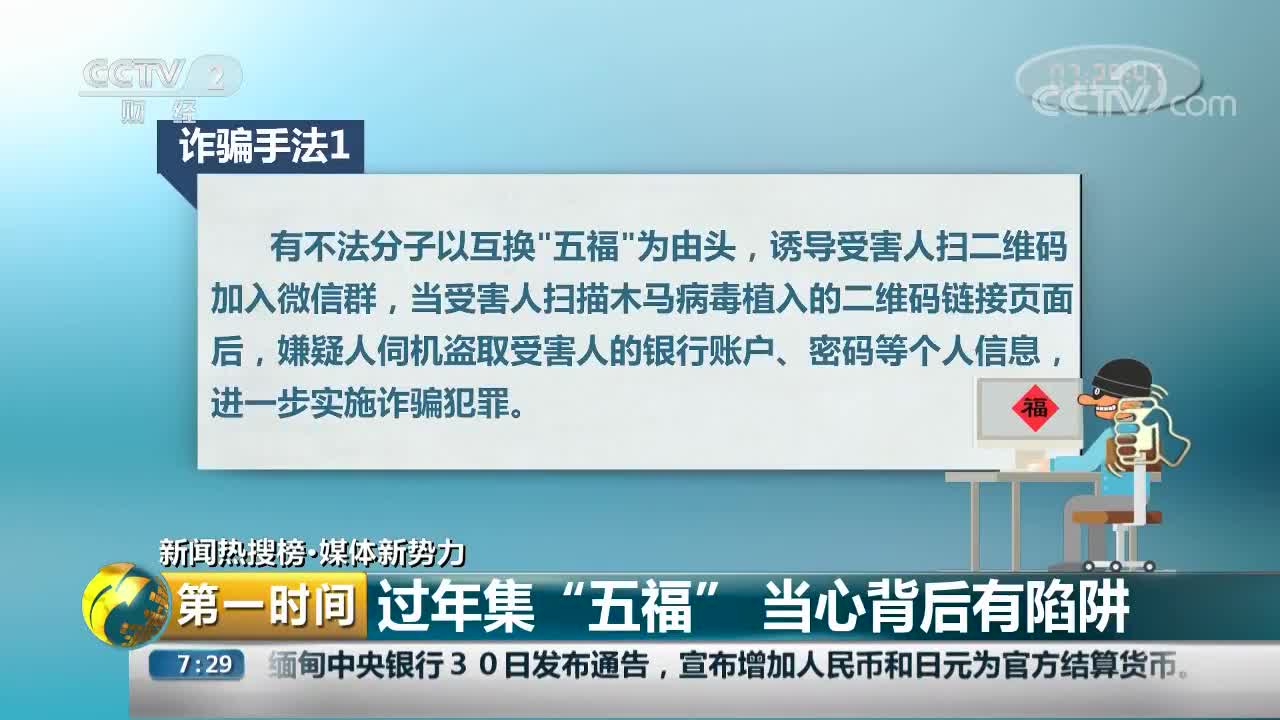 CCTV 2
财经
CCTV.com
诈骗手法1
有不法分子以互换"五福"为由头，诱导受害人扫二维码
加入微信群，当受害人扫描木马病毒植入的二维码链接页面
后，嫌疑人伺机盗取受害人的银行账户、密码等个人信息，
进一步实施诈骗犯罪。
福
新闻热搜榜·媒体新势力
第一时间
过年集“五福” 当心背后有陷阱
7:29
缅甸中央银行３０日发布通告，宣布增加人民币和日元为官方结算货币。